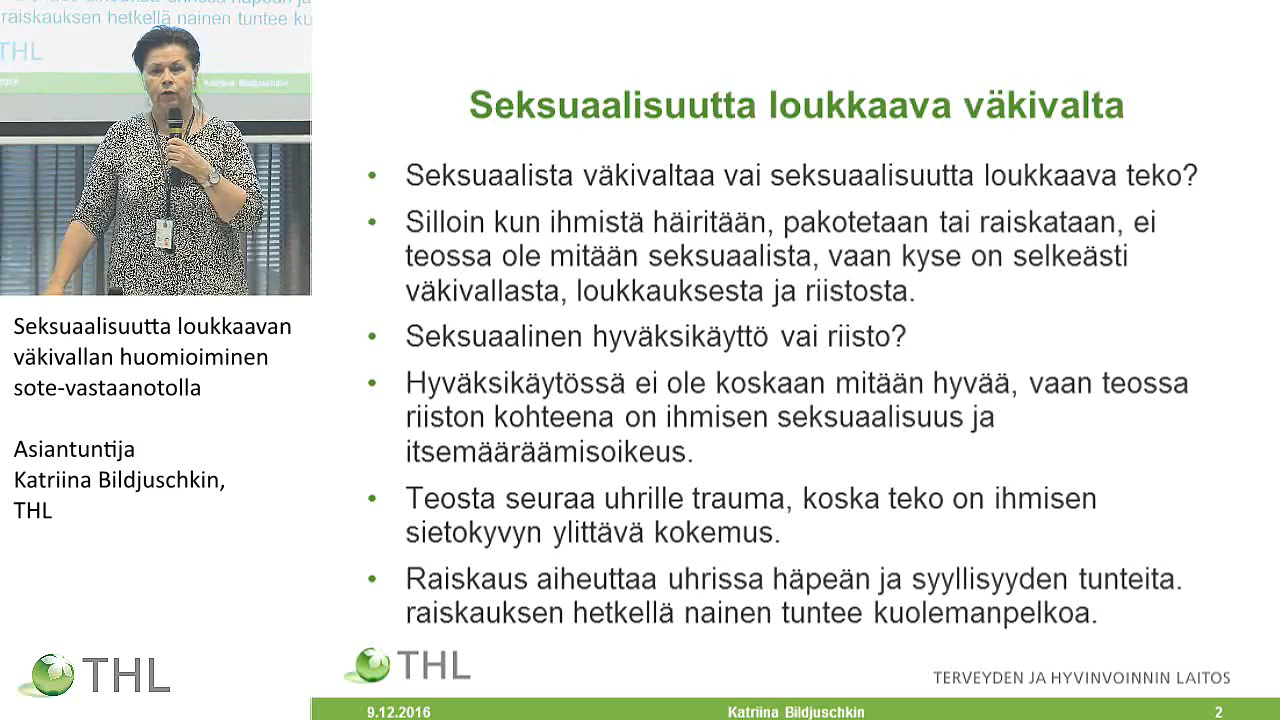 raiskauksen hetkellä nainen tuntee ku
THL
Katriina Bildjuschkin
Seksuaalisuutta loukkaavan
väkivallan huomioiminen
sote-vastaanotolla
Asiantuntija
Katriina Bildjuschkin,
THL
THL
Seksuaalisuutta loukkaava väkivalta
• Seksuaalista väkivaltaa vai seksuaalisuutta loukkaava teko?
• Silloin kun ihmistä häiritään, pakotetaan tai raiskataan, ei
teossa ole mitään seksuaalista, vaan kyse on selkeästi
väkivallasta, loukkauksesta ja riistosta.
• Seksuaalinen hyväksikäyttö vai riisto?
• Hyväksikäytössä ei ole koskaan mitään hyvää, vaan teossa
riiston kohteena on ihmisen seksuaalisuus ja
itsemääräämisoikeus.
• Teosta seuraa uhrille trauma, koska teko on ihmisen
sietokyvyn ylittävä kokemus.
• Raiskaus aiheuttaa uhrissa häpeän ja syyllisyyden tunteita.
raiskauksen hetkellä nainen tuntee kuolemanpelkoa.
THL
TERVEYDEN JA HYVINVOINNIN LAITOS
9.12.2016
Katriina Bildjuschkin
2